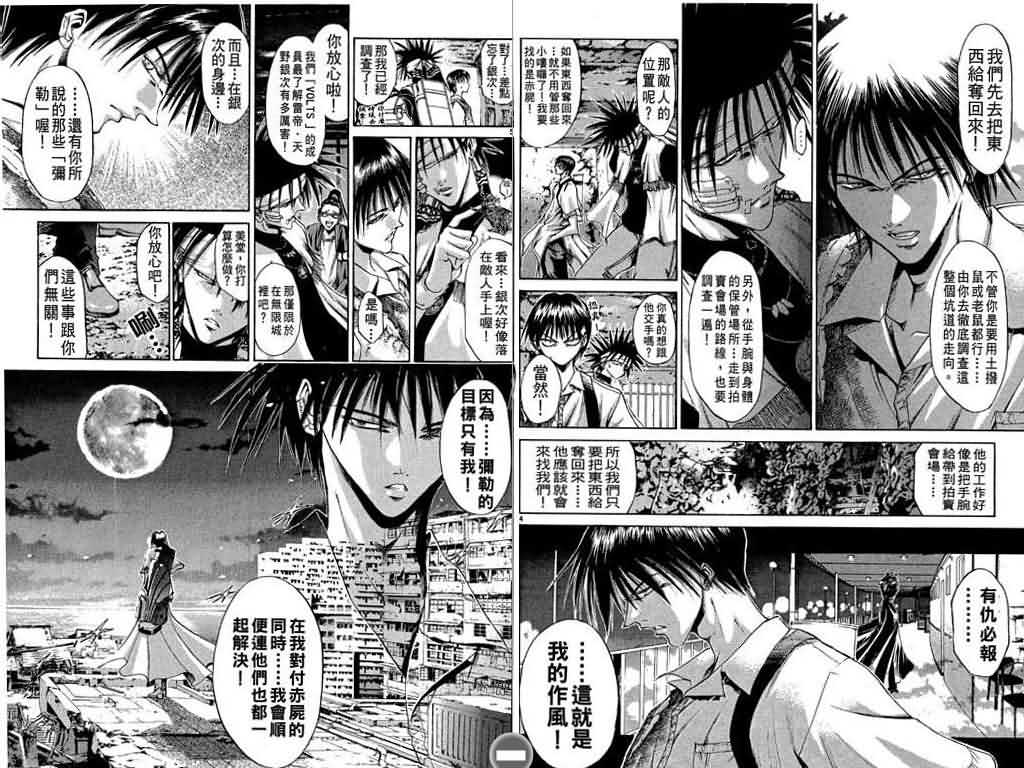 我們先去把東
西給奪回來！
不管你是要用土撥
鼠或老鼠都行……
由你去徹底調查這
整個坑道的走向。
另外，從手腕與身體
的保管場所…走到拍
賣會場的路線，也要
調查一遍！
那敵人的
位置呢？
如果東西奪回來
…就不用管那些
小嘍囉了！我要
找的是赤屍！
你真的想跟
他交手嗎？
當然！
他的工作好
像是把手腕
給帶到拍賣
會場……
所以我們只
要把東西給
奪回來……
他應該就會
來找我們！
有仇必報
………
……這就是
我的作風！
4
對了…差點
忘了銀次
那我已經
調查了！
你放心啦！
我們「VOLTS」的成
員最了解雷帝‧天
野銀次有多厲害！
而且…在銀
次的身邊…
……還有你所
說的那些「彌
勒」喔！
看來…銀次好像落
在敵人手上喔！
是嗎…
那僅限於
在無限城
裡吧？
美堂，你打
算怎麼做？
你放心吧！
唰
這些事跟你
們無關！
因為……彌勒的
目標只有我！
在我對付赤屍的
同時……我會順
便連他們也都一
起解決！